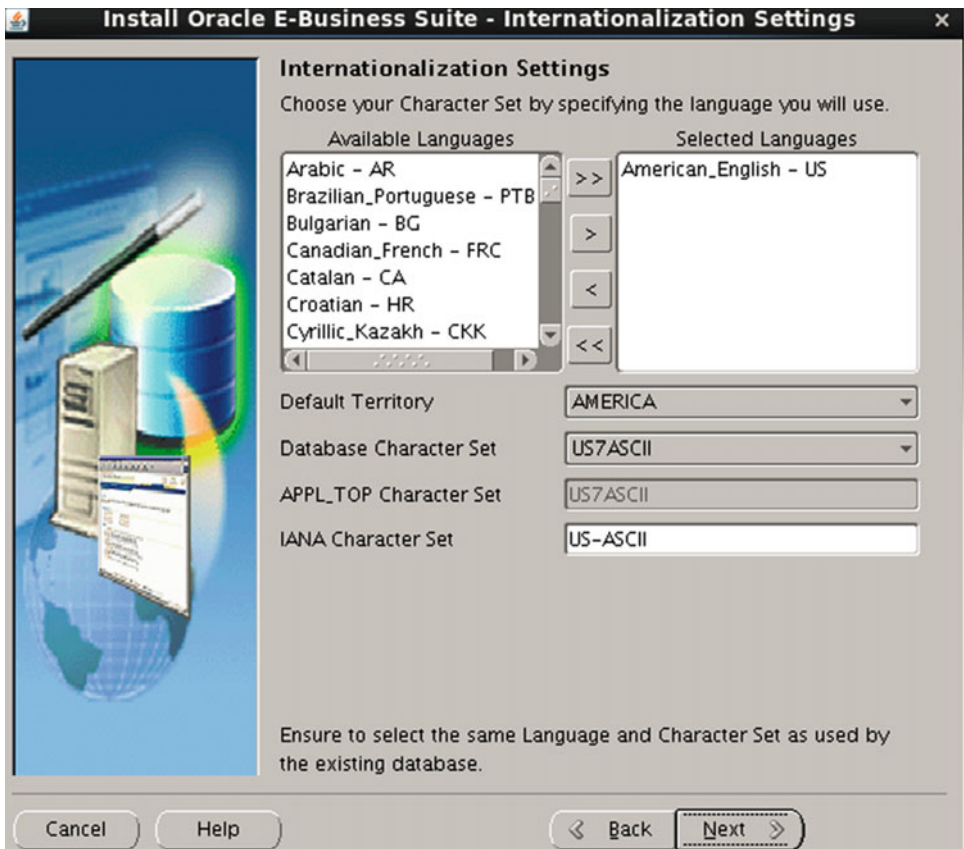 Install Oracle E-Business Suite - Internationalization Settings
Internationalization Settings
Choose your Character Set by specifying the language you will use.
Available Languages
Selected Languages
Arabic - AR
Brazilian_Portuguese - PTB
Bulgarian - BG
Canadian_French - FRC
Catalan - CA
Croatian - HR
Cyrillic_Kazakh - CKK
>>
>
<
<<
American_English - US
Default Territory
AMERICA
Database Character Set
US7ASCII
APPL_TOP Character Set
US7ASCII
IANA Character Set
US-ASCII
Ensure to select the same Language and Character Set as used by
the existing database.
Cancel
Help
Back
Next